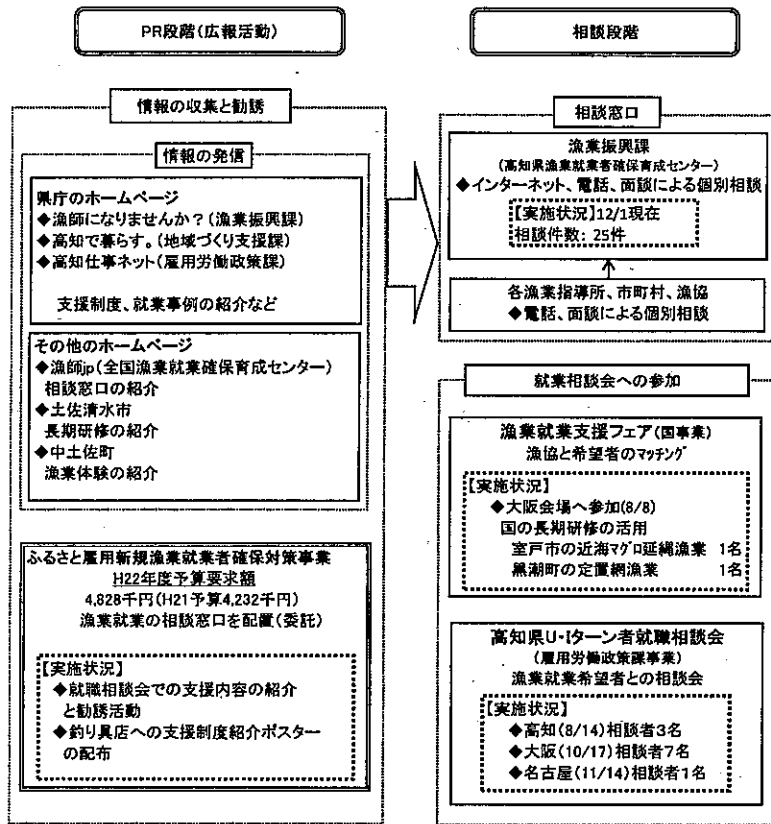 PR段階(広報活動)
情報の収集と勧誘
情報の発信
県庁のホームページ
◆漁師になりませんか?(漁業振興課)
◆高知で暮らす。(地域づくり支援課)
◆高知仕事ネット(雇用労働政策課)
支援制度、就業事例の紹介など
その他のホームページ
◆漁師jp(全国漁業就業確保育成センター)
相談窓口の紹介
◆土佐清水市
長期研修の紹介
◆中土佐町
漁業体験の紹介
ふるさと雇用新規漁業就業者確保対策事業
H22年度予算要求額
4,828千円(H21予算4,232千円)
漁業就業の相談窓口を配置(委託)
【実施状況】
◆就職相談会での支援内容の紹介
と勧誘活動
◆釣り具店への支援制度紹介ポスター
の配布
相談段階
相談窓口
漁業振興課
(高知県漁業就業者確保育成センター)
◆インターネット、電話、面談による個別相談
【実施状況】12/1現在
相談件数: 25件
各漁業指導所、市町村、漁協
◆電話、面談による個別相談
就業相談会への参加
漁業就業支援フェア(国事業)
漁協と希望者のマッチング
【実施状況】
◆大阪会場へ参加(8/8)
国の長期研修の活用
室戸市の近海マグロ延縄漁業 1名
黒潮町の定置網漁業 1名
高知県U・Iターン者就職相談会
(雇用労働政策課事業)
漁業就業希望者との相談会
【実施状況】
◆高知(8/14)相談者3名
◆大阪(10/17)相談者7名
◆名古屋(11/14)相談者1名